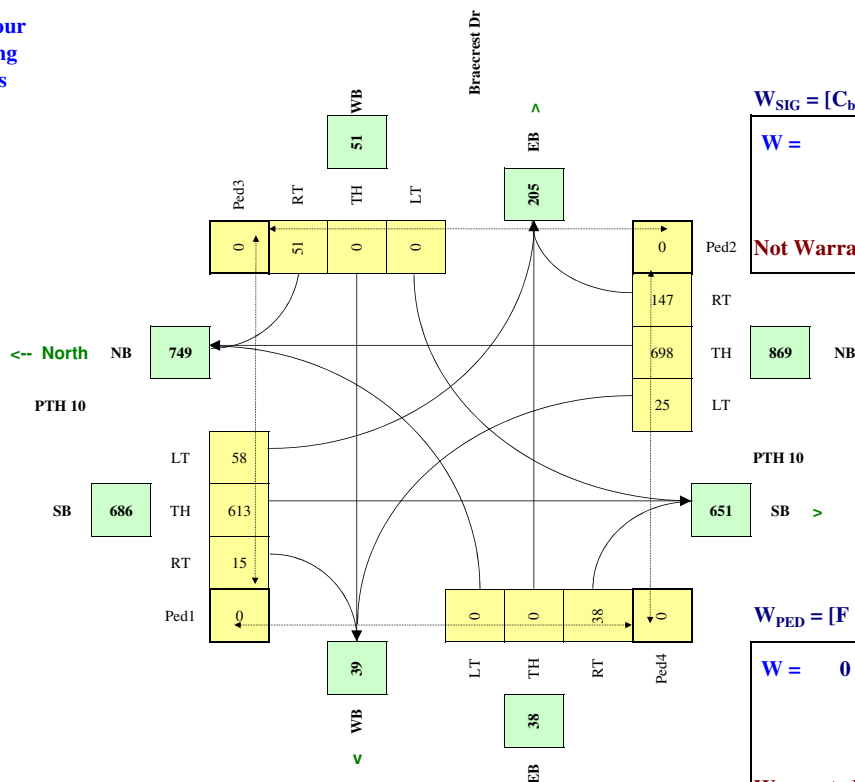 our
ng
s
Braecrest Dr
WB
51
^
EB
205
W_SIG = [C_b
W =
Not Warra
Ped3
RT
TH
LT
0
51
0
0
0
Ped2
147
RT
<-- North
NB
749
698
TH
869
NB
25
LT
PTH 10
PTH 10
LT
58
SB
686
TH
613
651
SB
>
RT
15
Ped1
0
0
0
38
0
W_PED = [F
39
LT
TH
RT
Ped4
W =
0
WB
38
v
EB